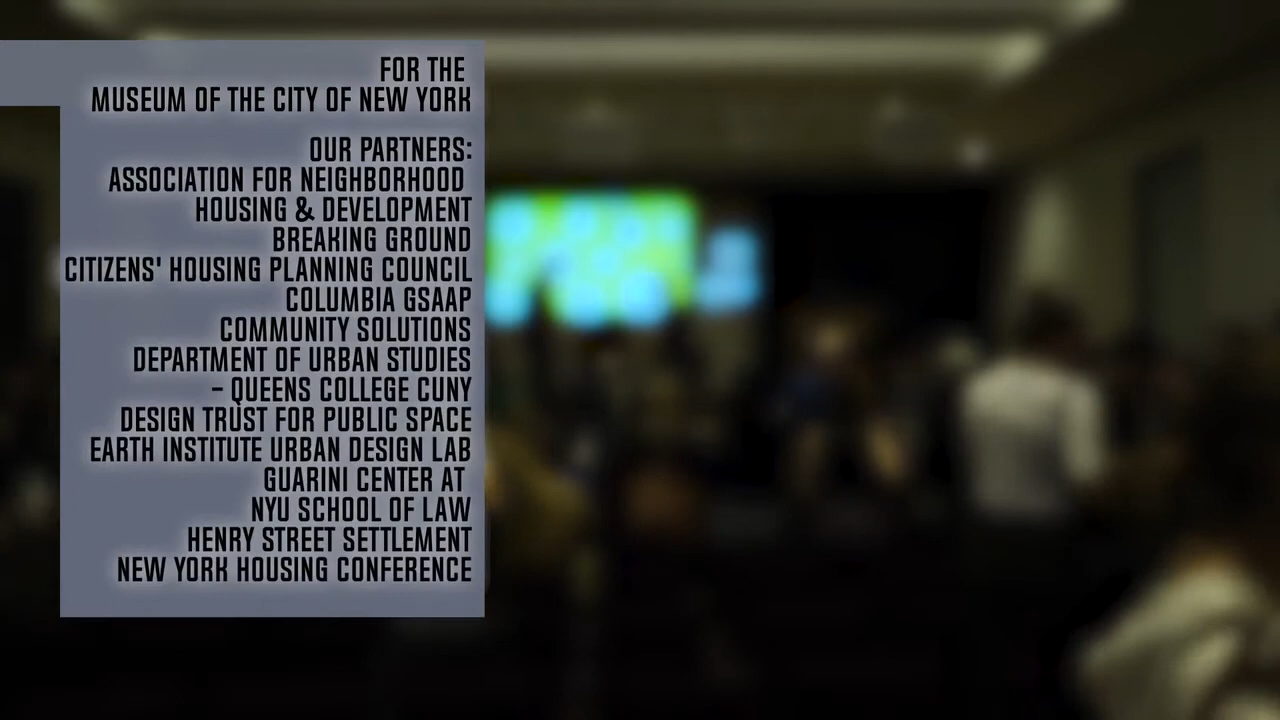 FOR THE
MUSEUM OF THE CITY OF NEW YORK
OUR PARTNERS:
ASSOCIATION FOR NEIGHBORHOOD
HOUSING & DEVELOPMENT
BREAKING GROUND
CITIZENS' HOUSING PLANNING COUNCIL
COLUMBIA GSAAP
COMMUNITY SOLUTIONS
DEPARTMENT OF URBAN STUDIES
– QUEENS COLLEGE CUNY
DESIGN TRUST FOR PUBLIC SPACE
EARTH INSTITUTE URBAN DESIGN LAB
GUARINI CENTER AT
NYU SCHOOL OF LAW
HENRY STREET SETTLEMENT
NEW YORK HOUSING CONFERENCE